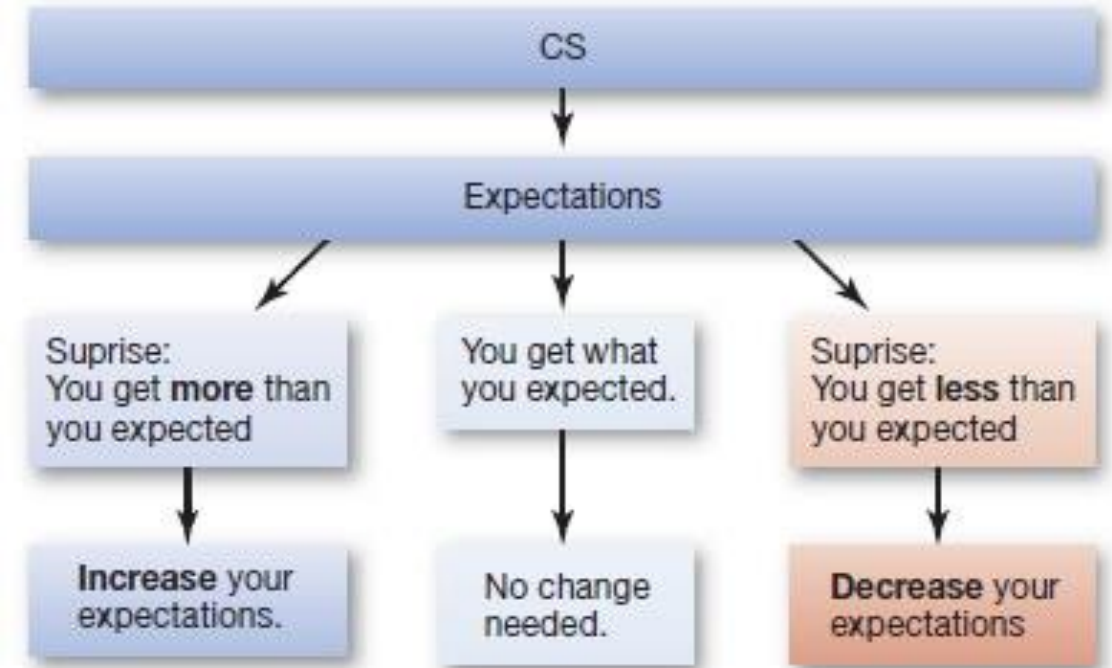 CS
Expectations
Suprise:
You get more than
you expected
You get what
you expected.
Suprise:
You get less than
you expected
Increase your
expectations.
No change
needed.
Decrease your
expectations